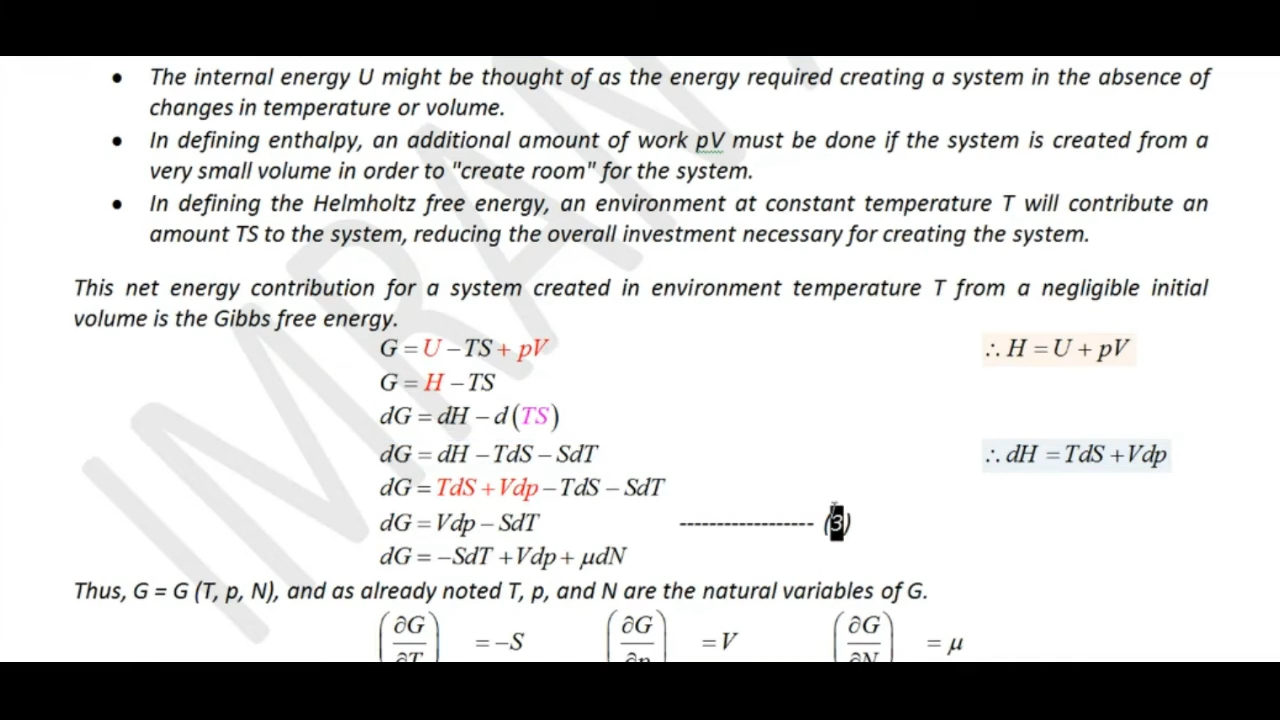 • The internal energy U might be thought of as the energy required creating a system in the absence of
changes in temperature or volume.
• In defining enthalpy, an additional amount of work pV must be done if the system is created from a
very small volume in order to "create room" for the system.
• In defining the Helmholtz free energy, an environment at constant temperature T will contribute an
amount TS to the system, reducing the overall investment necessary for creating the system.
This net energy contribution for a system created in environment temperature T from a negligible initial
volume is the Gibbs free energy.
G = U − TS + pV ∴ H = U + pV
G = H − TS
dG = dH − d(TS)
dG = dH − TdS − SdT ∴ dH = TdS + Vdp
dG = TdS + Vdp − TdS − SdT
dG = Vdp − SdT ------------------ (3)
dG = −SdT + Vdp + μdN
Thus, G = G (T, p, N), and as already noted T, p, and N are the natural variables of G.
(∂G/∂T) = −S (∂G/∂p) = V (∂G/∂N) = μ
IMRAN